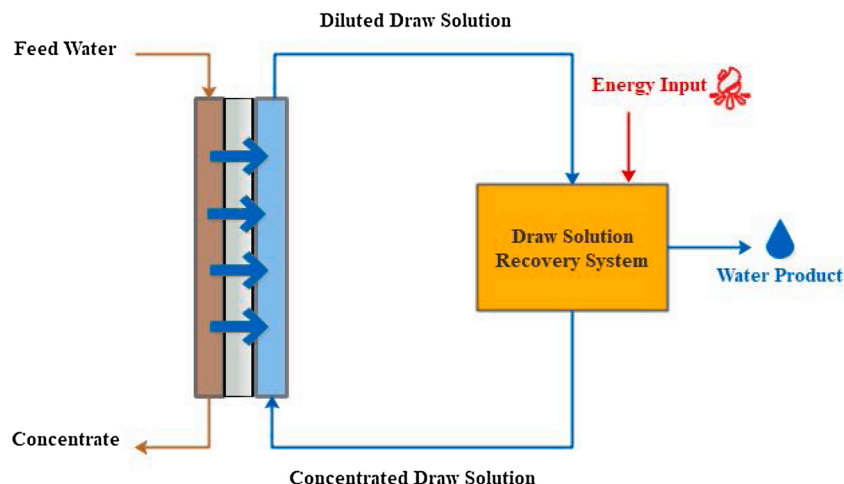 Diluted Draw Solution
Feed Water
Energy Input
Draw Solution
Recovery System
Water Product
Concentrate
Concentrated Draw Solution